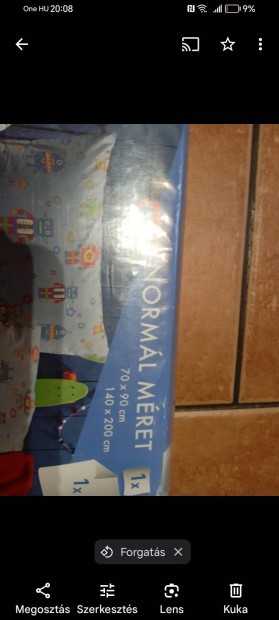 One HU 20:08
9%
NORMÁL MÉRET
70 x 90 cm
140 x 200 cm
1x
1x
Forgatás
Megosztás
Szerkesztés
Lens
Kuka